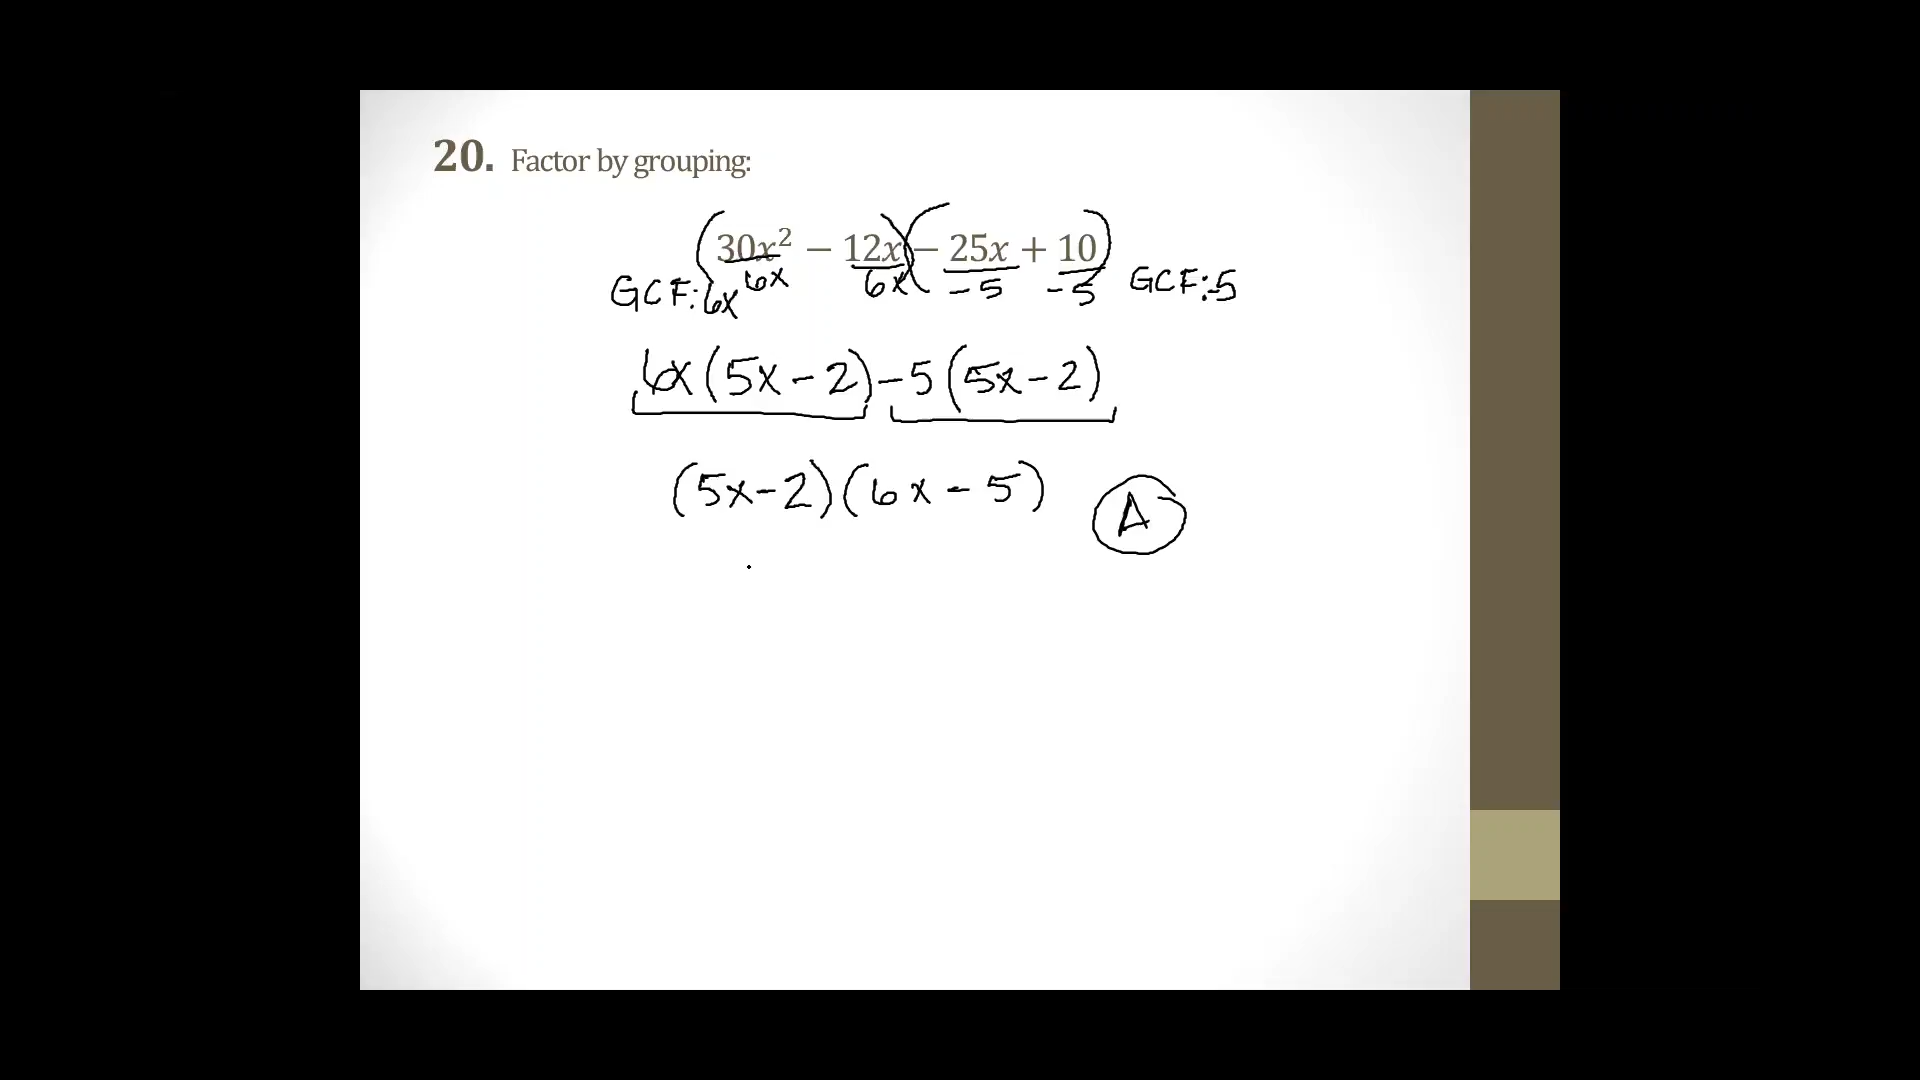 20. Factor by grouping:
(30x² − 12x)(− 25x + 10)
GCF: 6x 6x 6x −5 −5 GCF: -5
6x(5x − 2) − 5(5x − 2)
(5x − 2)(6x − 5) A